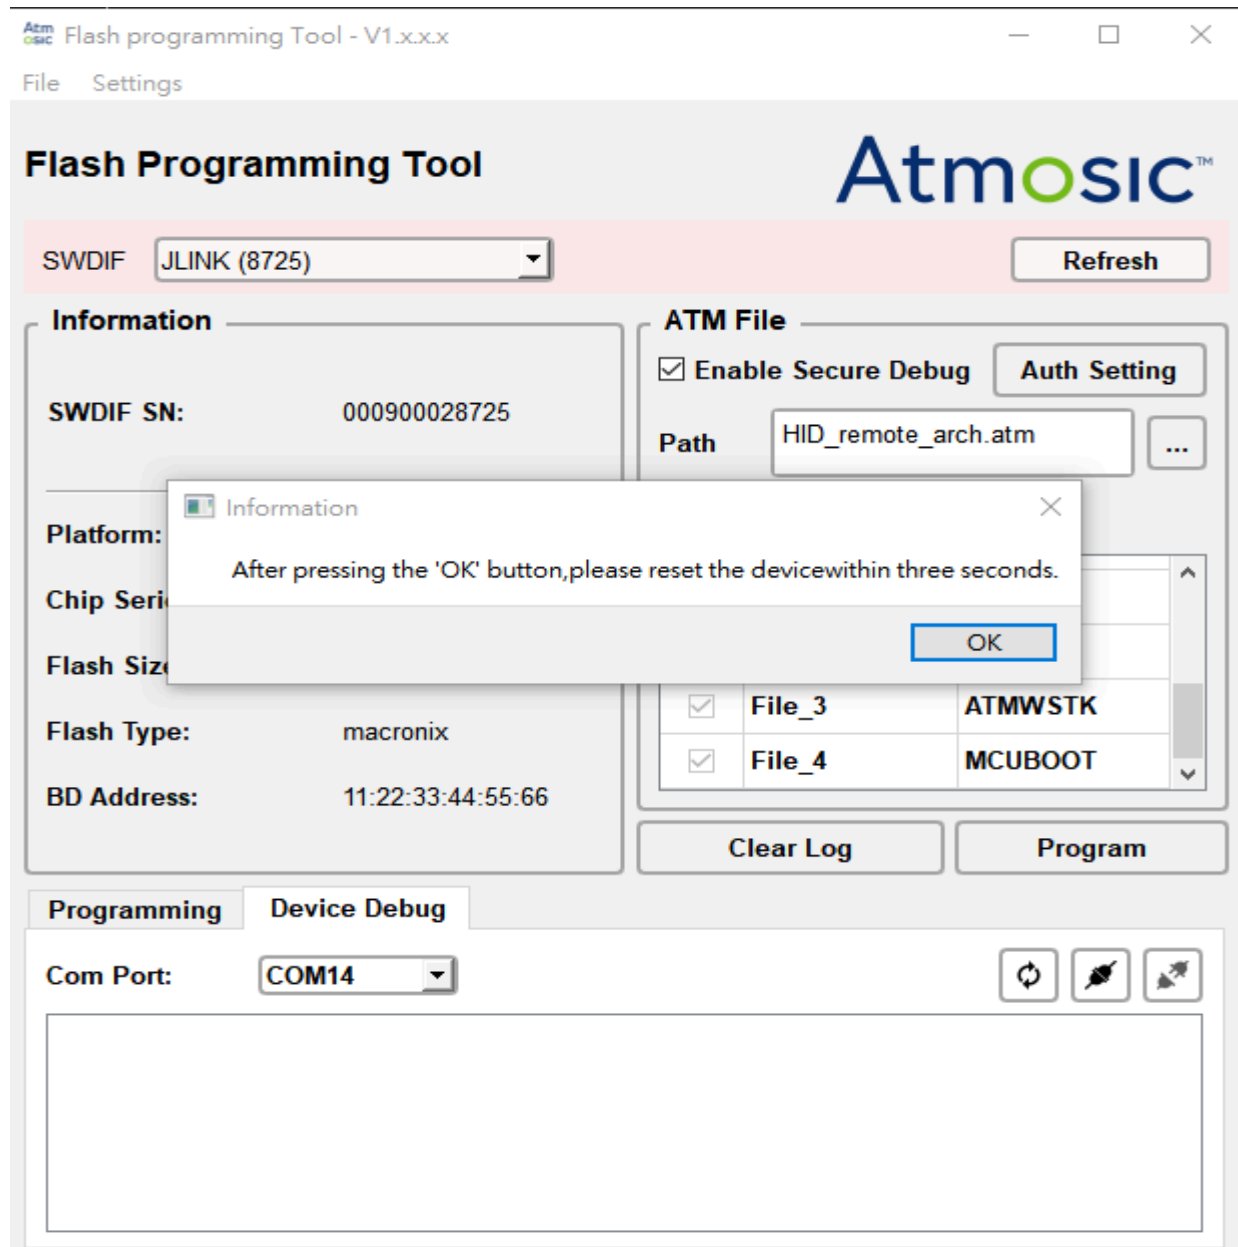 Atmosic Flash programming Tool - V1.x.x.x
File Settings
Flash Programming Tool
Atmosic™
SWDIF JLINK (8725) Refresh
Information
SWDIF SN: 000900028725
Platform:
Chip Seri
Flash Size
Flash Type: macronix
BD Address: 11:22:33:44:55:66
ATM File
Enable Secure Debug Auth Setting
Path HID_remote_arch.atm ...
Information
After pressing the 'OK' button,please reset the devicewithin three seconds.
OK
File_3 ATMWSTK
File_4 MCUBOOT
Clear Log Program
Programming Device Debug
Com Port: COM14